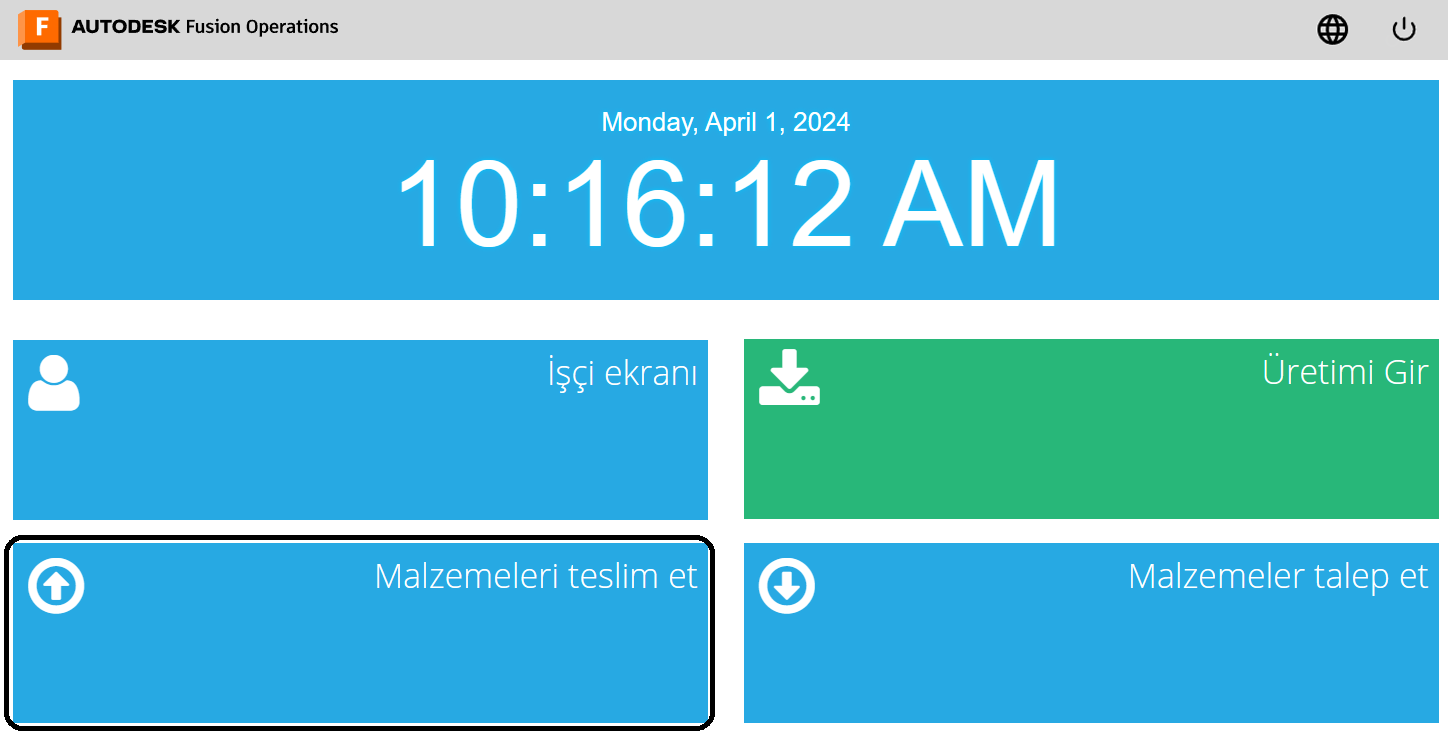 F AUTODESK Fusion Operations
Monday, April 1, 2024
10:16:12 AM
İşçi ekranı
Üretimi Gir
Malzemeleri teslim et
Malzemeler talep et